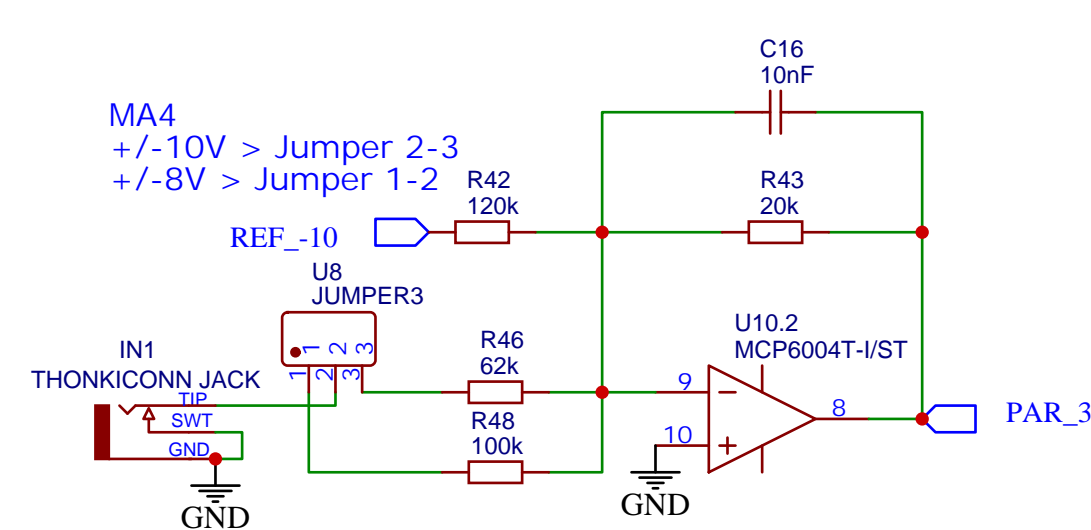 C16
10nF
MA4
+/-10V > Jumper 2-3
+/-8V > Jumper 1-2
R42
120k
R43
20k
REF_-10
U8
JUMPER3
1 2 3
1 2 3
U10.2
MCP6004T-I/ST
IN1
THONKICONN JACK
TIP
SWT
GND
GND
R46
62k
R48
100k
9
8
10
GND
PAR_3